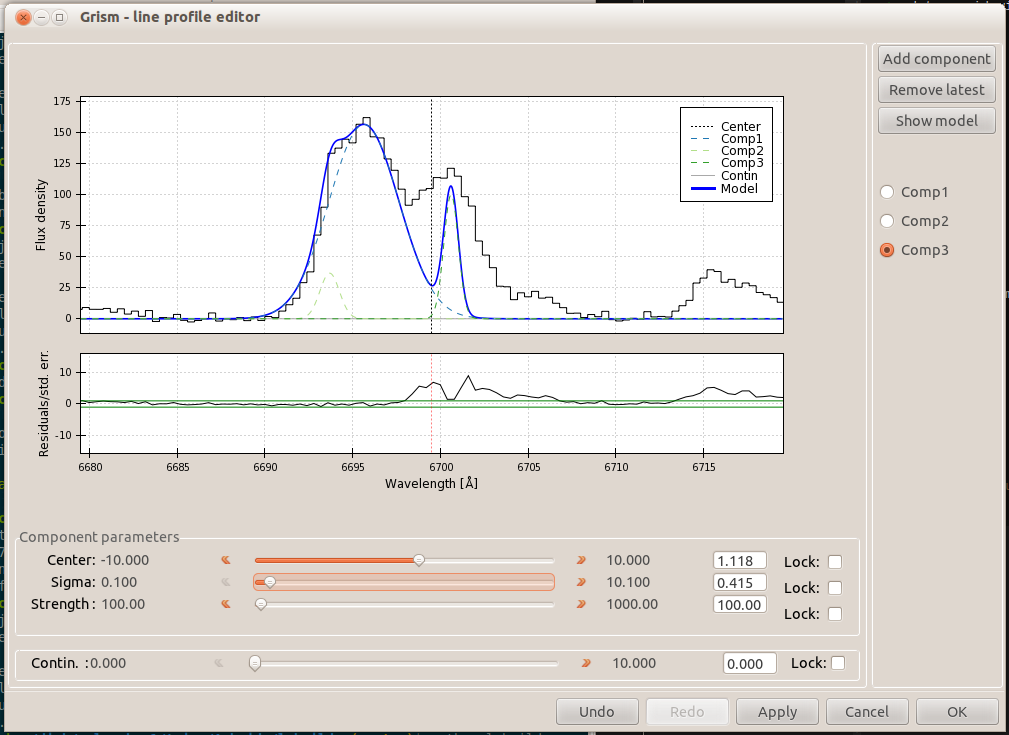 Grism - line profile editor
Add component
Remove latest
Show model
Comp1
Comp2
Comp3
175
150
125
100
75
50
25
0
Flux density
Center
Comp1
Comp2
Comp3
Contin
Model
10
0
-10
Residuals/std. err.
6680 6685 6690 6695 6700 6705 6710 6715
Wavelength [Å]
Component parameters
Center: -10.000 10.000 1.118 Lock:
Sigma: 0.100 10.100 0.415 Lock:
Strength : 100.00 1000.00 100.00 Lock:
Contin. : 0.000 10.000 0.000 Lock:
Undo Redo Apply Cancel OK